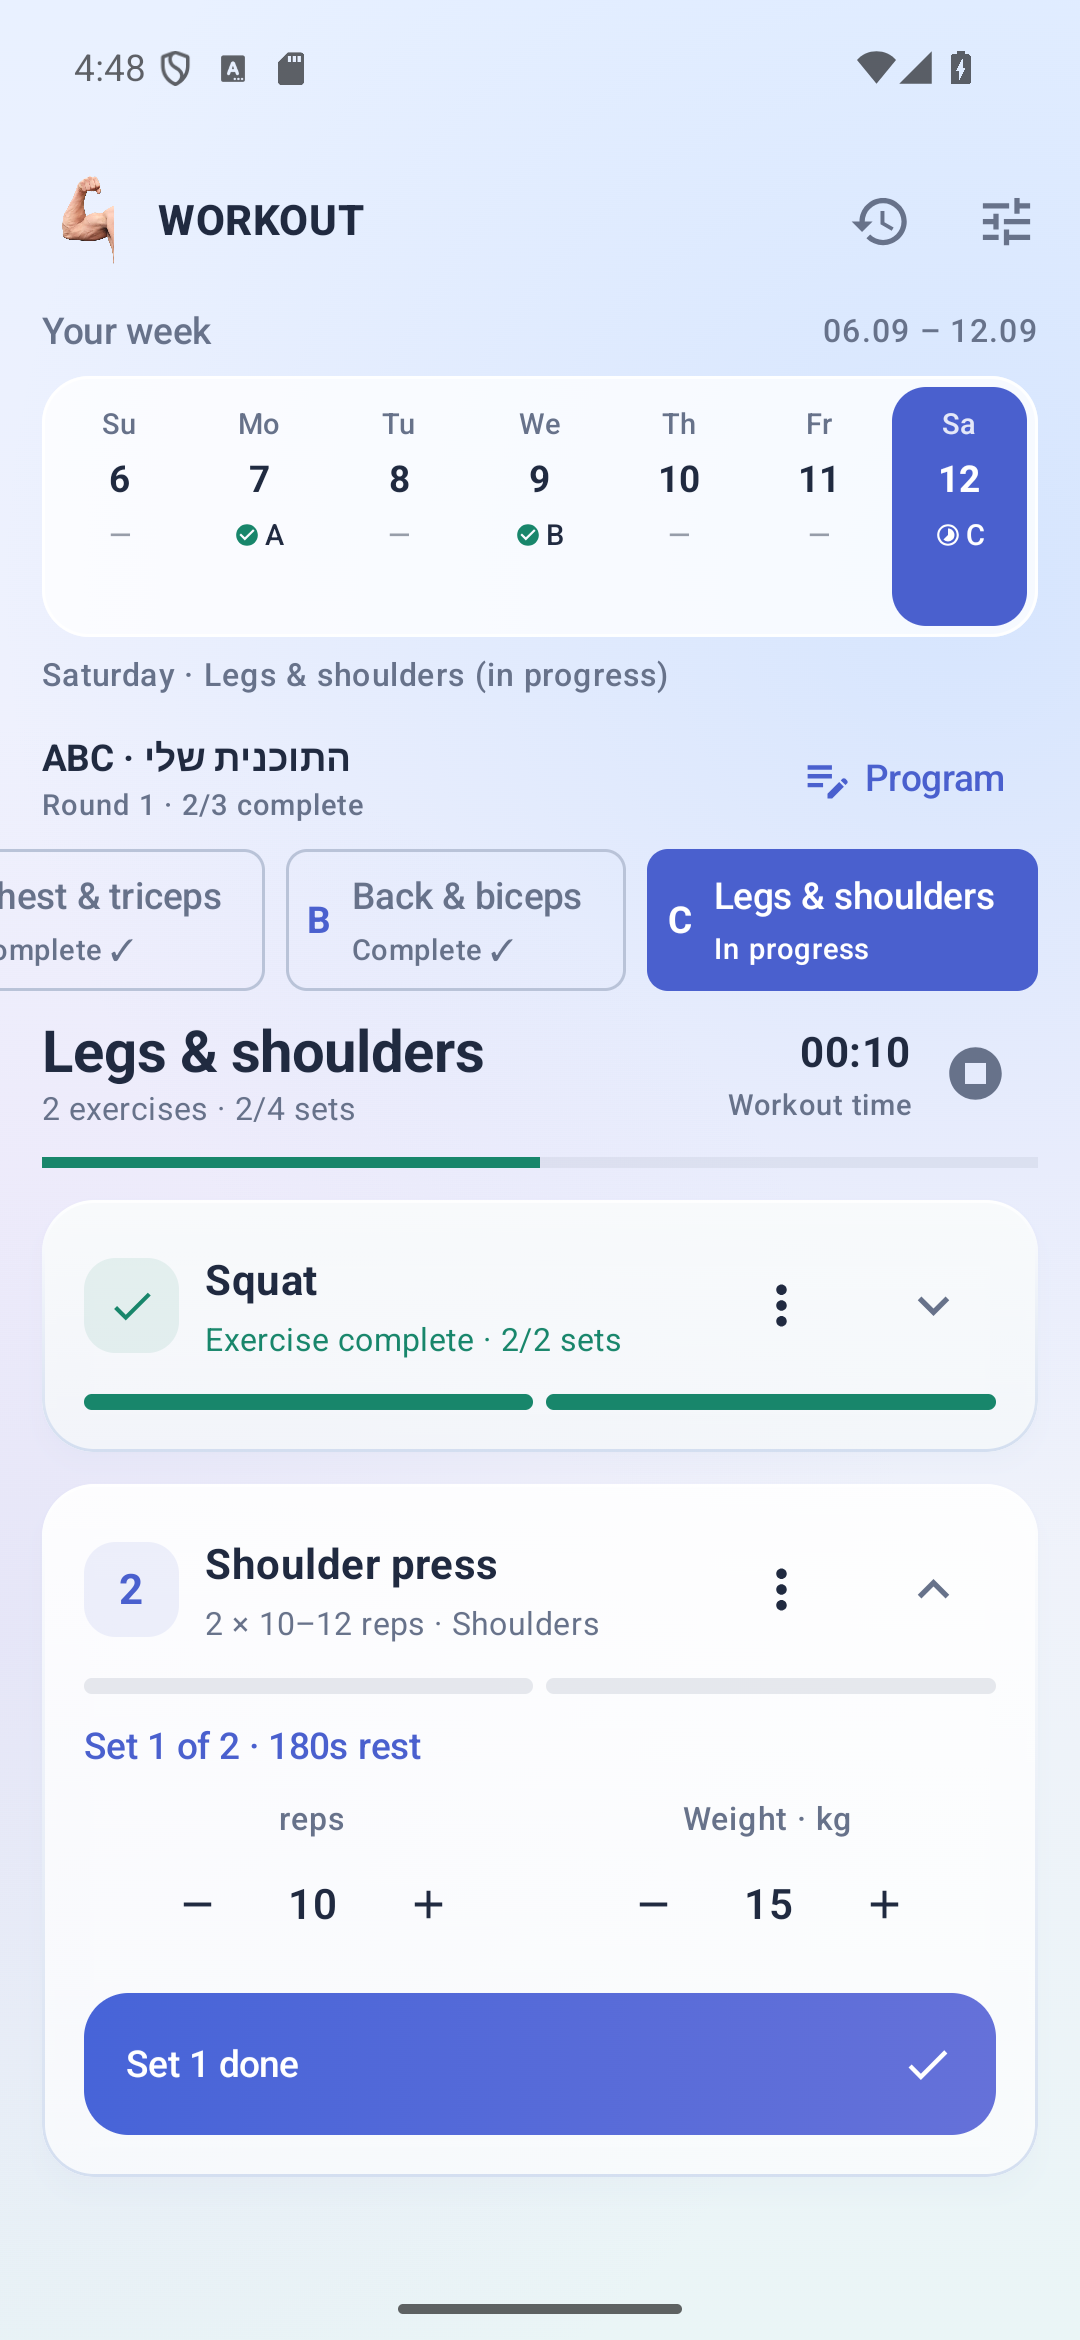 4:48
WORKOUT
Your week
06.09 – 12.09
Su Mo Tu We Th Fr Sa
6 7 8 9 10 11 12
– A – B – – C
Saturday · Legs & shoulders (in progress)
ABC · התוכנית שלי
Round 1 · 2/3 complete
Program
hest & triceps
omplete ✓
B Back & biceps
Complete ✓
C Legs & shoulders
In progress
Legs & shoulders
2 exercises · 2/4 sets
00:10
Workout time
Squat
Exercise complete · 2/2 sets
2
Shoulder press
2 × 10–12 reps · Shoulders
Set 1 of 2 · 180s rest
reps
Weight · kg
− 10 +
− 15 +
Set 1 done